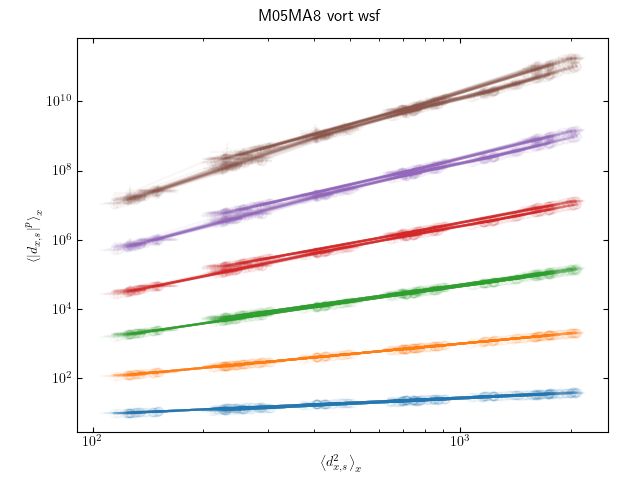 M05MA8 vort wsf
10^{10}
10^{8}
10^{6}
10^{4}
10^{2}
⟨|d_{x,s}|^p⟩_x
10^{2} 10^{3}
⟨d^2_{x,s}⟩_x